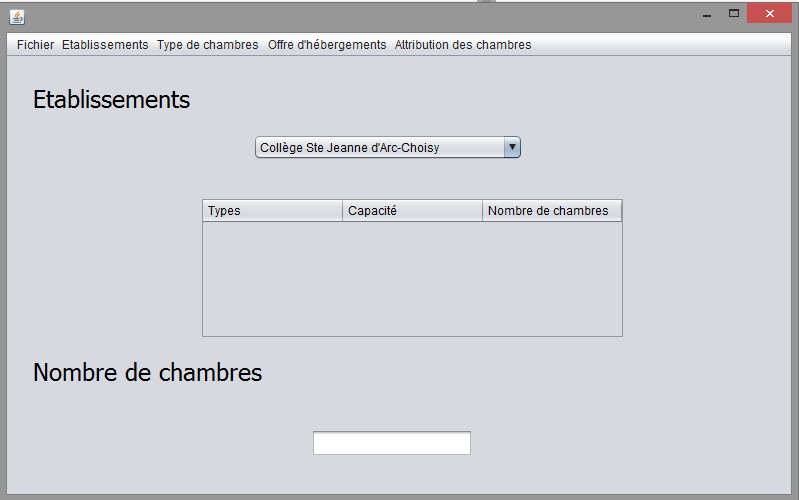 Fichier Etablissements Type de chambres Offre d'hébergements Attribution des chambres
Etablissements
Collège Ste Jeanne d'Arc-Choisy
Types Capacité Nombre de chambres
Nombre de chambres